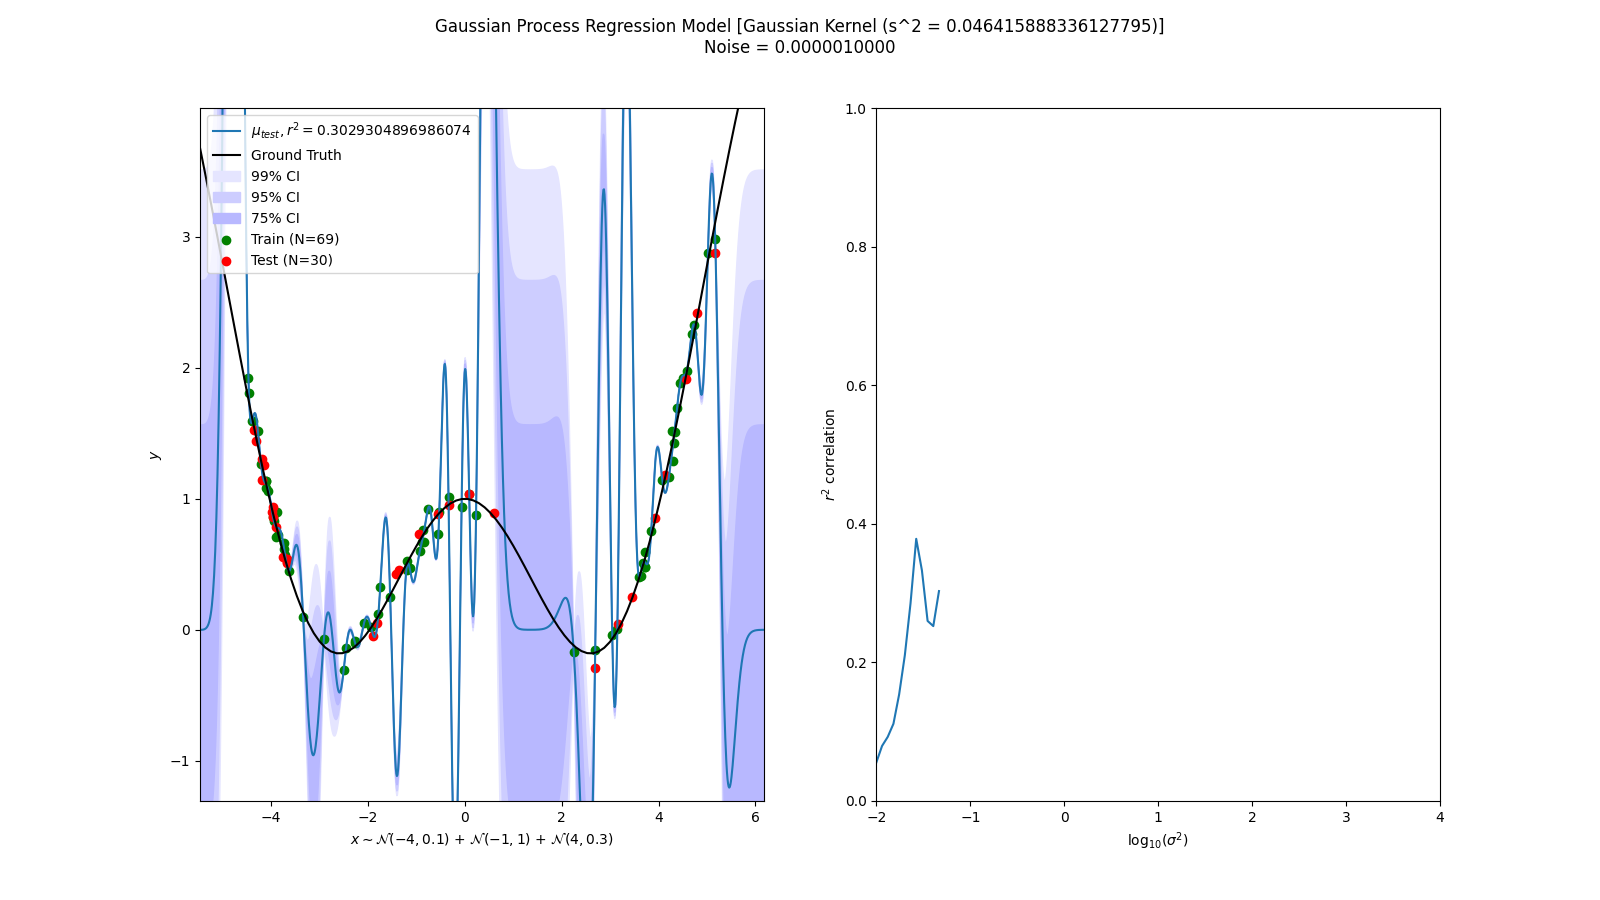 Gaussian Process Regression Model [Gaussian Kernel (s^2 = 0.046415888336127795)]
Noise = 0.0000010000
μtest, r² = 0.3029304896986074
Ground Truth
99% CI
95% CI
75% CI
Train (N=69)
Test (N=30)
3
2
1
0
−1
y
−4 −2 0 2 4 6
x ~ 𝒩(−4, 0.1) + 𝒩(−1, 1) + 𝒩(4, 0.3)
1.0
0.8
0.6
0.4
0.2
0.0
r² correlation
−2 −1 0 1 2 3 4
log₁₀(σ²)